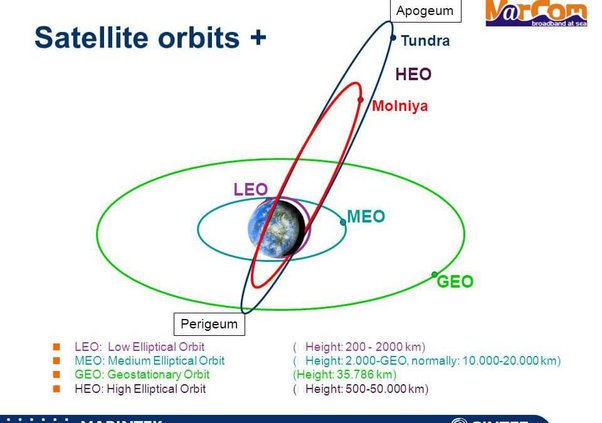 Apogeum
MarCom
broadband at sea
Satellite orbits +
Tundra
HEO
Molniya
LEO
MEO
GEO
Perigeum
LEO: Low Elliptical Orbit ( Height: 200 - 2000 km)
MEO: Medium Elliptical Orbit ( Height: 2.000-GEO, normally: 10.000-20.000 km)
GEO: Geostationary Orbit (Height: 35.786 km)
HEO: High Elliptical Orbit ( Height: 500-50.000 km)
MARINTEK
SINTEF